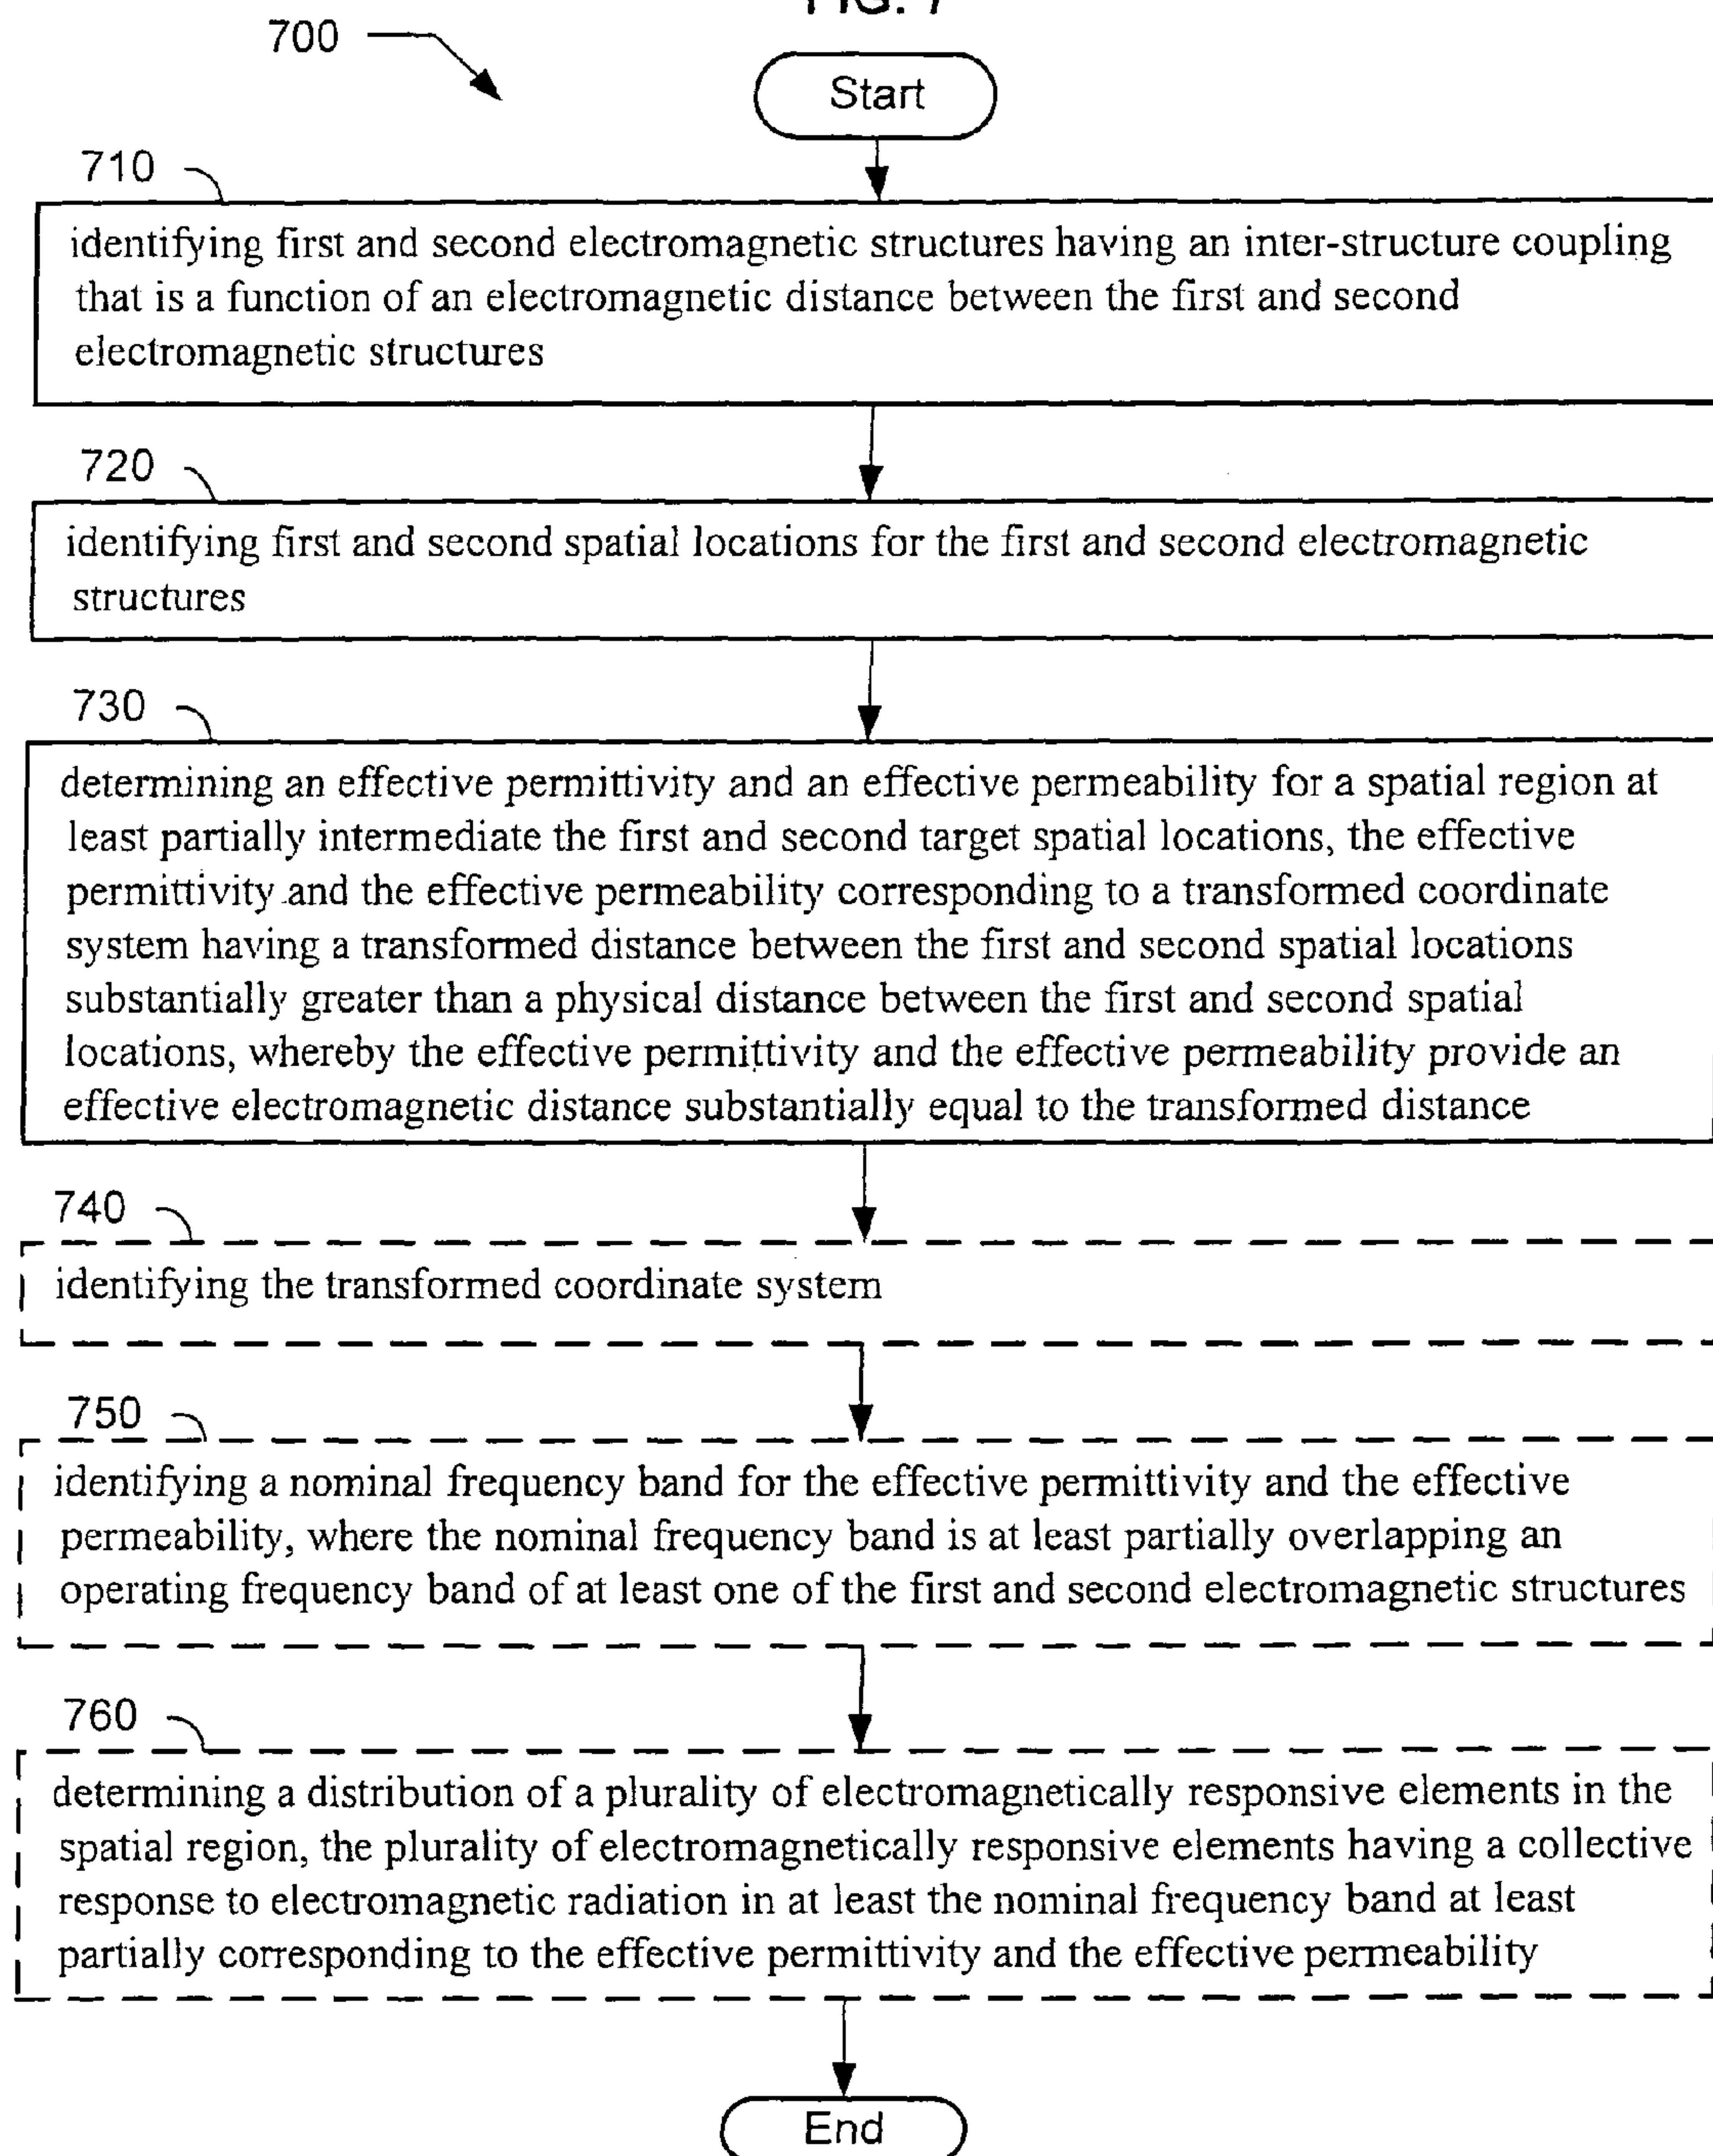 FIG. 7
700
Start
710
identifying first and second electromagnetic structures having an inter-structure coupling
that is a function of an electromagnetic distance between the first and second
electromagnetic structures
720
identifying first and second spatial locations for the first and second electromagnetic
structures
730
determining an effective permittivity and an effective permeability for a spatial region at
least partially intermediate the first and second target spatial locations, the effective
permittivity and the effective permeability corresponding to a transformed coordinate
system having a transformed distance between the first and second spatial locations
substantially greater than a physical distance between the first and second spatial
locations, whereby the effective permittivity and the effective permeability provide an
effective electromagnetic distance substantially equal to the transformed distance
740
identifying the transformed coordinate system
750
identifying a nominal frequency band for the effective permittivity and the effective
permeability, where the nominal frequency band is at least partially overlapping an
operating frequency band of at least one of the first and second electromagnetic structures
760
determining a distribution of a plurality of electromagnetically responsive elements in the
spatial region, the plurality of electromagnetically responsive elements having a collective
response to electromagnetic radiation in at least the nominal frequency band at least
partially corresponding to the effective permittivity and the effective permeability
End